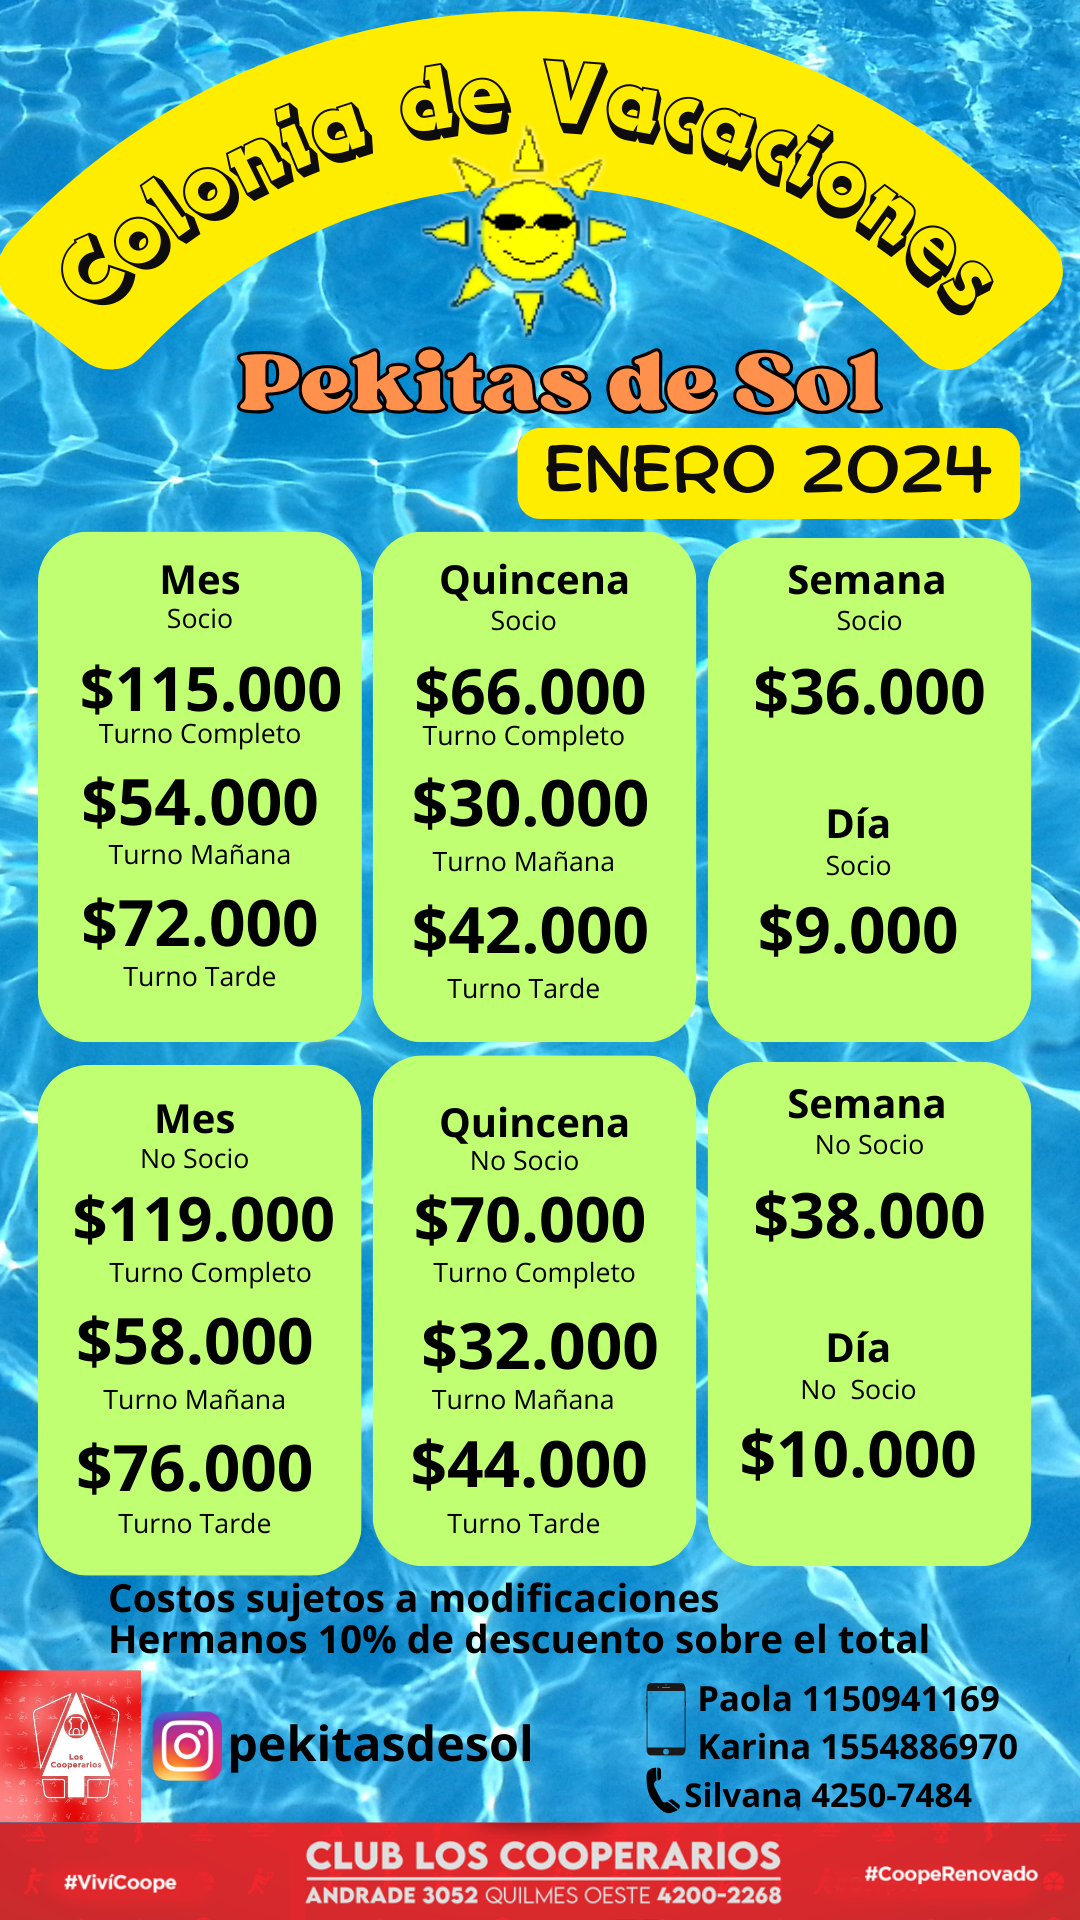 Colonia de Vacaciones
Pekitas de Sol
ENERO 2024
Mes
Socio
$115.000
Turno Completo
$54.000
Turno Mañana
$72.000
Turno Tarde
Quincena
Socio
$66.000
Turno Completo
$30.000
Turno Mañana
$42.000
Turno Tarde
Semana
Socio
$36.000
Día
Socio
$9.000
Mes
No Socio
$119.000
Turno Completo
$58.000
Turno Mañana
$76.000
Turno Tarde
Quincena
No Socio
$70.000
Turno Completo
$32.000
Turno Mañana
$44.000
Turno Tarde
Semana
No Socio
$38.000
Día
No Socio
$10.000
Costos sujetos a modificaciones
Hermanos 10% de descuento sobre el total
Los
Cooperarios
pekitasdesol
Paola 1150941169
Karina 1554886970
Silvana 4250-7484
#VivíCoope
CLUB LOS COOPERARIOS
ANDRADE 3052 QUILMES OESTE 4200-2268
#CoopeRenovado